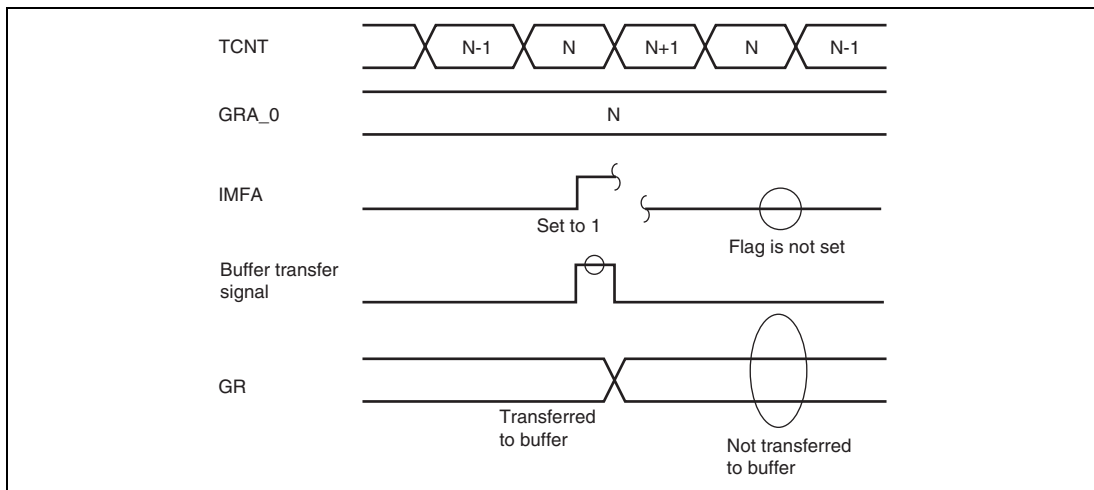 TCNT
N-1
N
N+1
N
N-1
GRA_0
N
IMFA
Set to 1
Flag is not set
Buffer transfer
signal
GR
Transferred
to buffer
Not transferred
to buffer